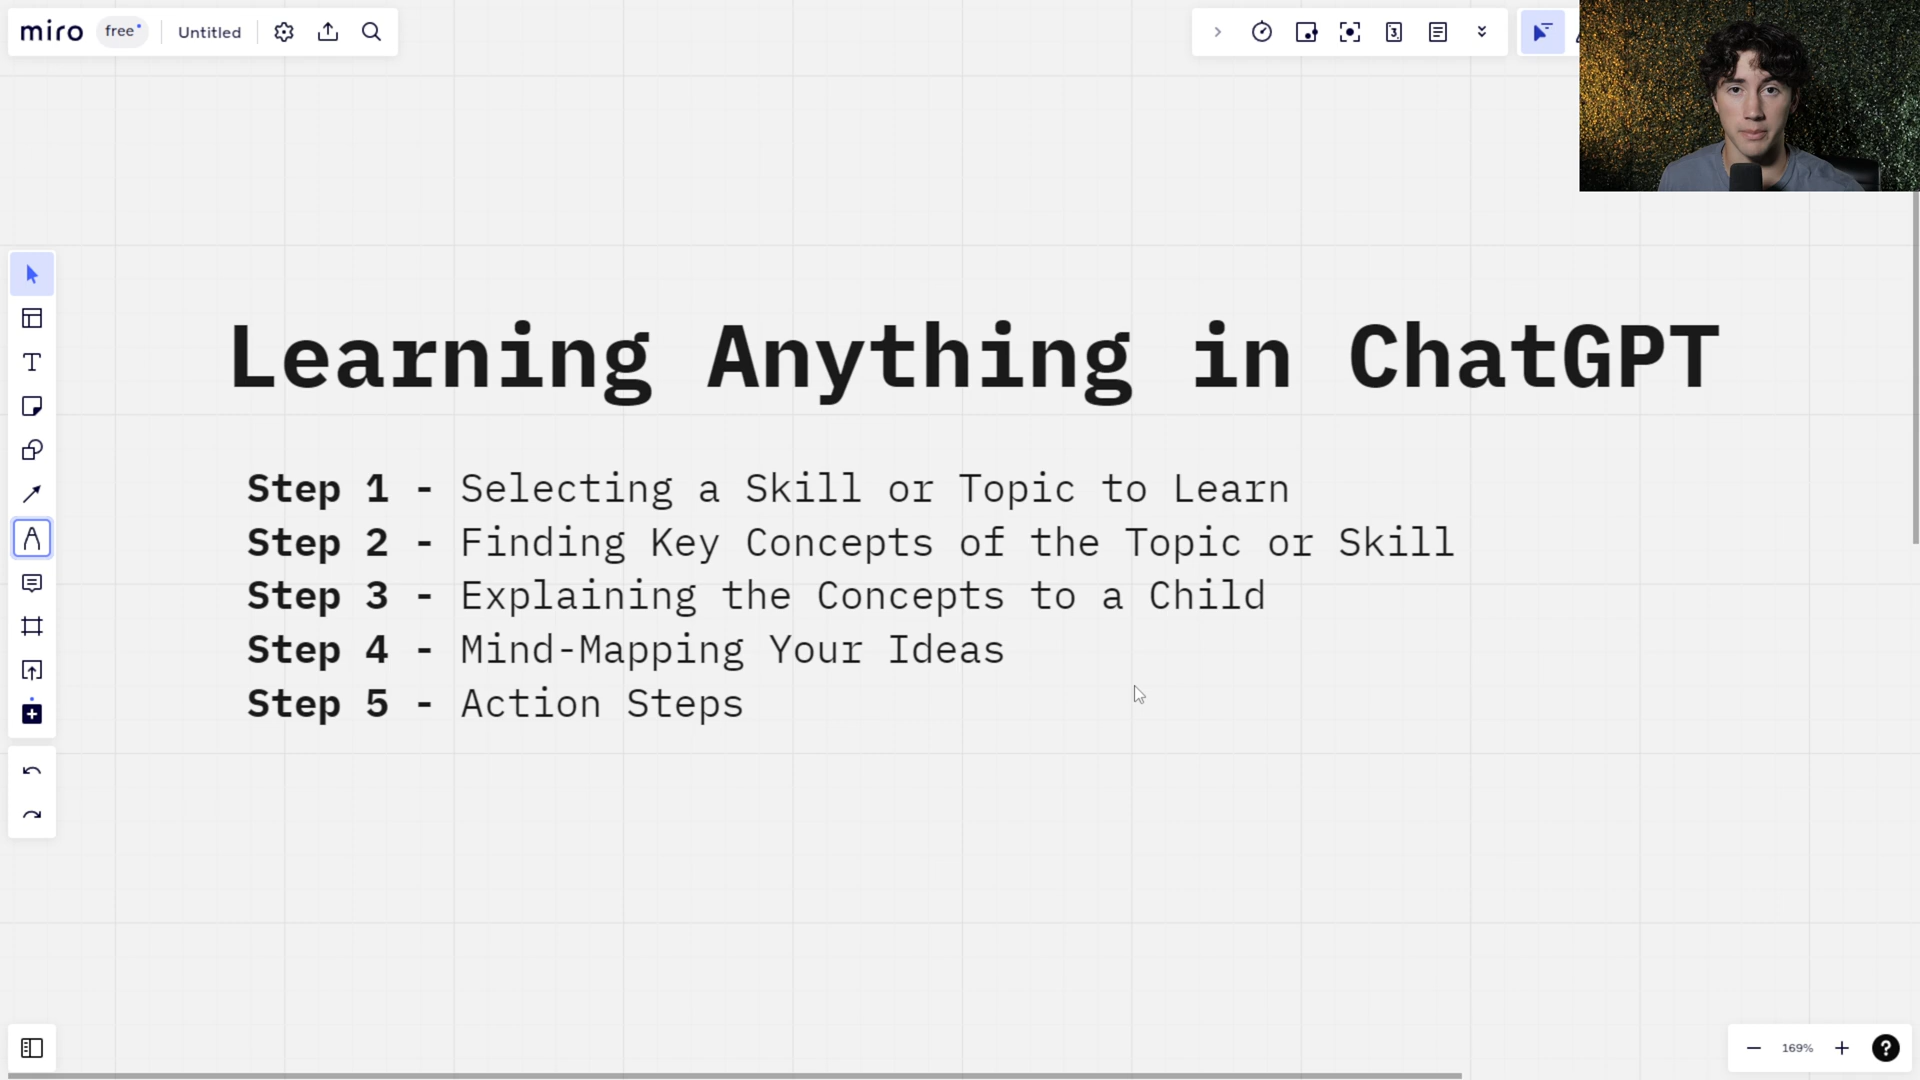 miro free Untitled
Learning Anything in ChatGPT
Step 1 - Selecting a Skill or Topic to Learn
Step 2 - Finding Key Concepts of the Topic or Skill
Step 3 - Explaining the Concepts to a Child
Step 4 - Mind-Mapping Your Ideas
Step 5 - Action Steps
169%